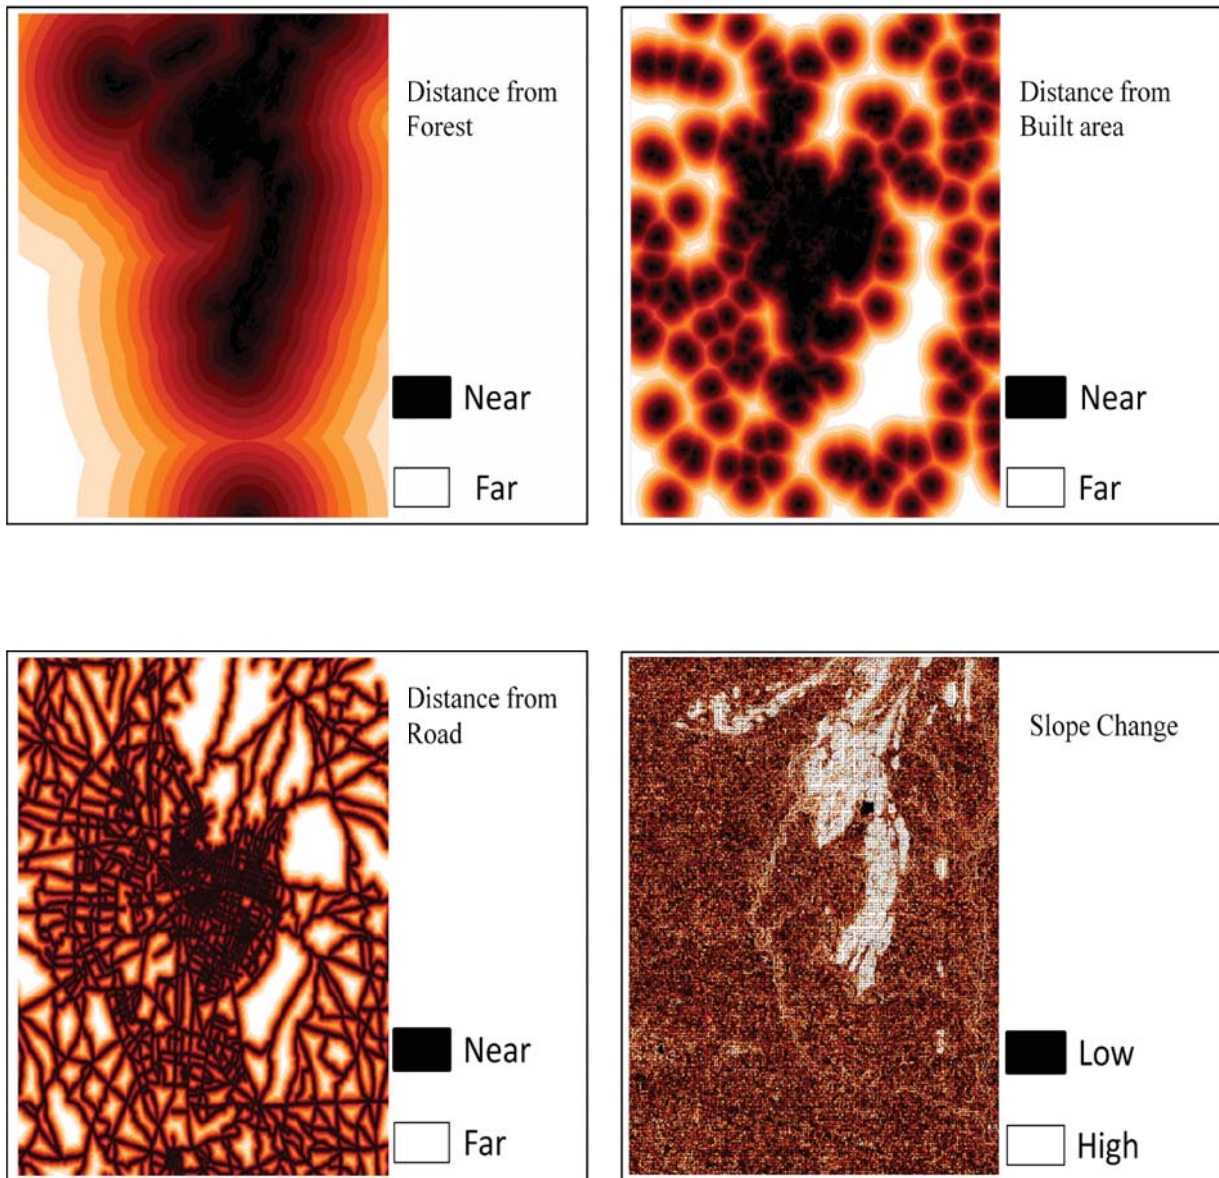 Distance from
Forest
Near
Far
Distance from
Built area
Near
Far
Distance from
Road
Near
Far
Slope Change
Low
High